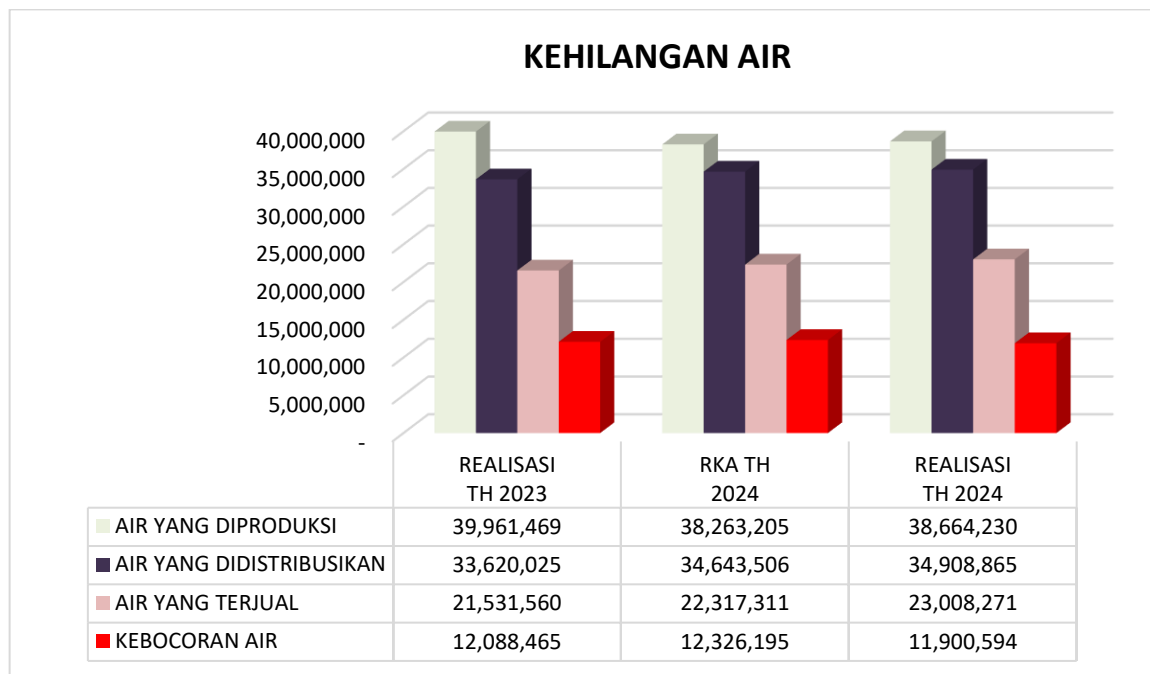 KEHILANGAN AIR
40,000,000
35,000,000
30,000,000
25,000,000
20,000,000
15,000,000
10,000,000
5,000,000
-
REALISASI TH 2023
RKA TH 2024
REALISASI TH 2024
AIR YANG DIPRODUKSI 39,961,469 38,263,205 38,664,230
AIR YANG DIDISTRIBUSIKAN 33,620,025 34,643,506 34,908,865
AIR YANG TERJUAL 21,531,560 22,317,311 23,008,271
KEBOCORAN AIR 12,088,465 12,326,195 11,900,594